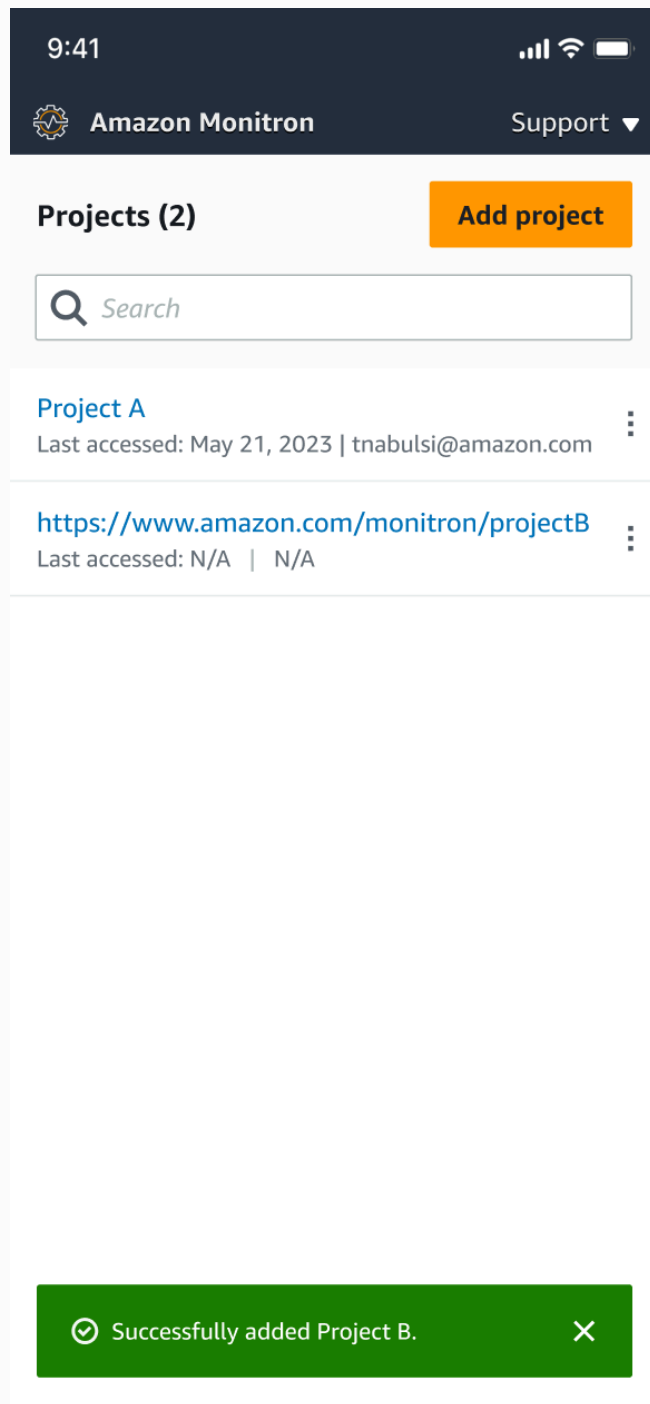 9:41
Amazon Monitron
Support
Projects (2)
Add project
Search
Project A
Last accessed: May 21, 2023 | tnabulsi@amazon.com
https://www.amazon.com/monitron/projectB
Last accessed: N/A | N/A
Successfully added Project B.